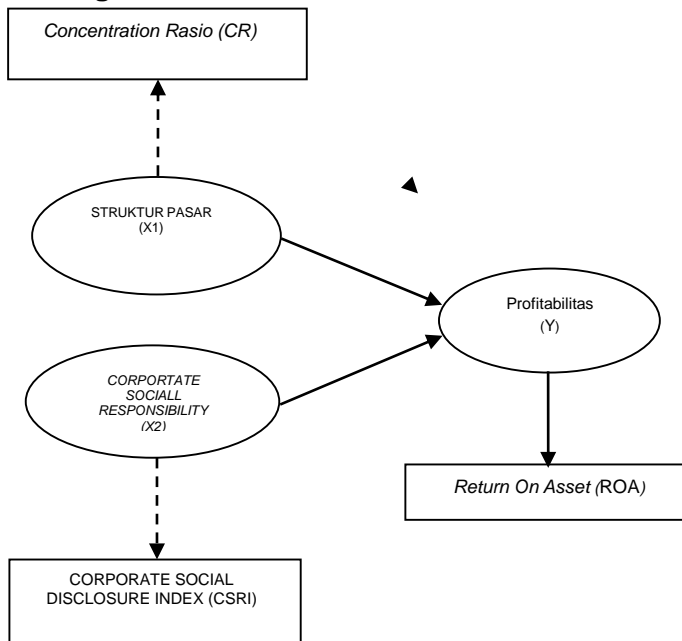 Concentration Rasio (CR)
STRUKTUR PASAR
(X1)
Profitabilitas
(Y)
CORPORTATE
SOCIALL
RESPONSIBILITY
(X2)
Return On Asset (ROA)
CORPORATE SOCIAL
DISCLOSURE INDEX (CSRI)